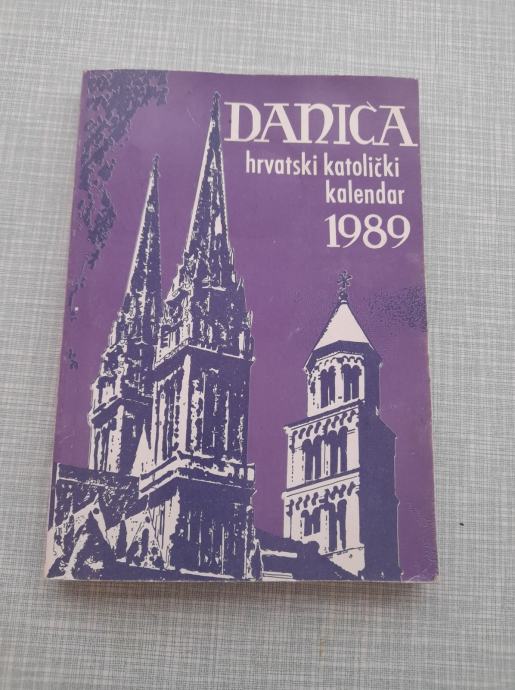 DANICA
hrvatski katolički
kalendar
1989